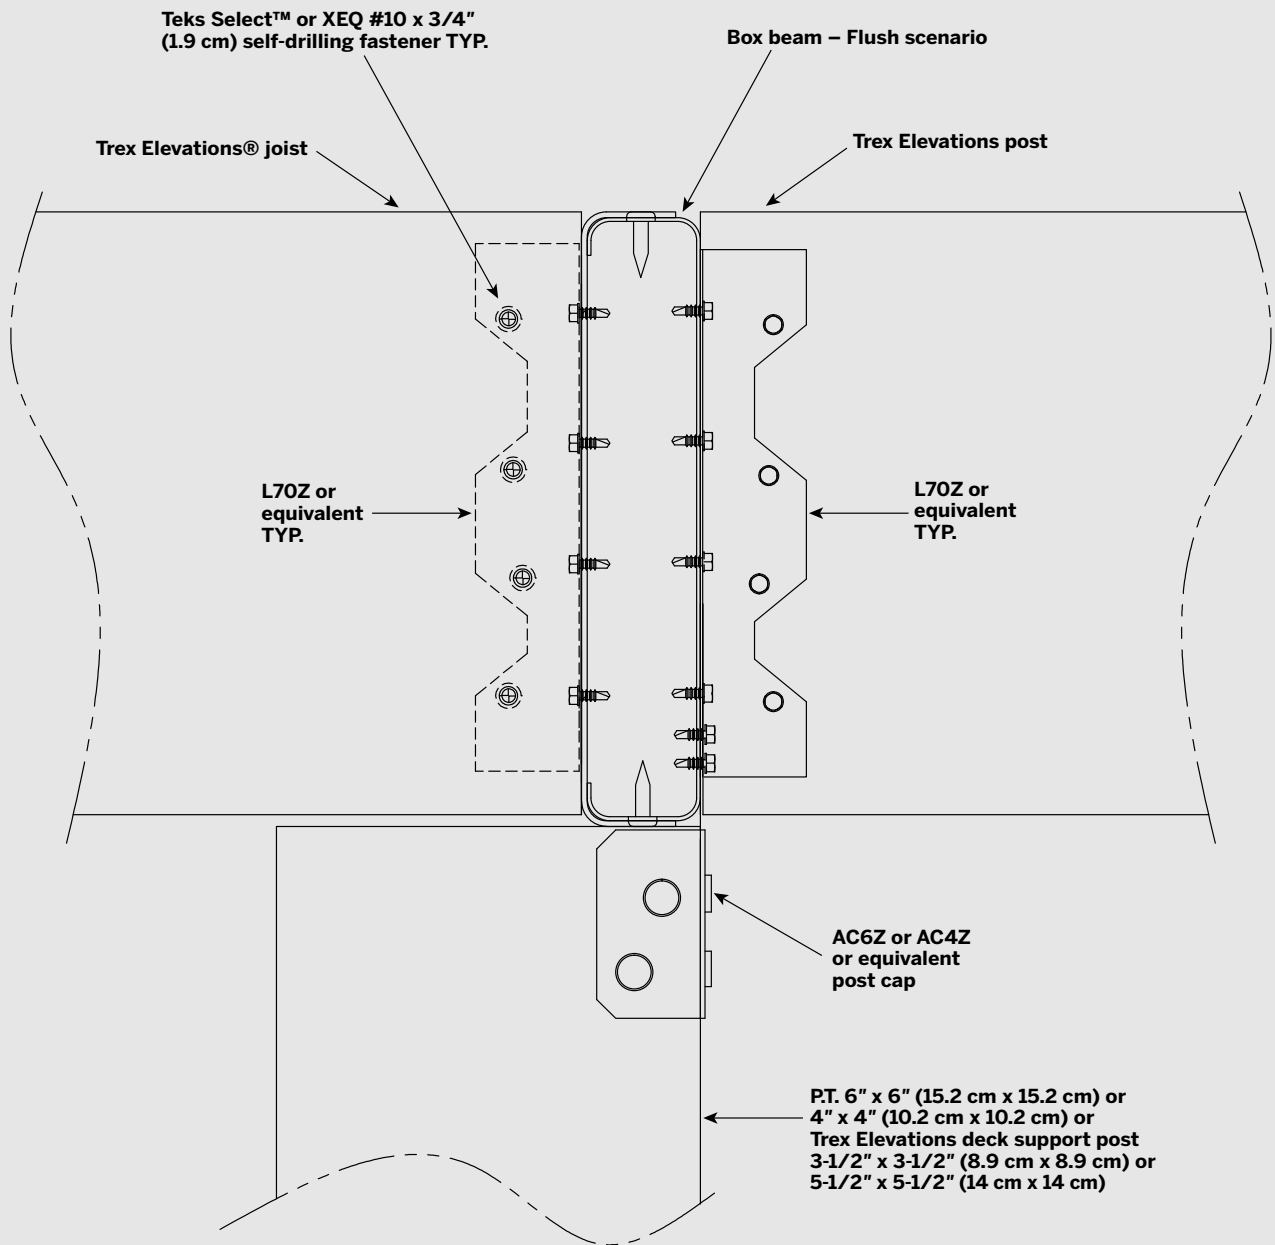 Teks Select™ or XEQ #10 x 3/4"
(1.9 cm) self-drilling fastener TYP.
Box beam – Flush scenario
Trex Elevations® joist
Trex Elevations post
L70Z or
equivalent
TYP.
L70Z or
equivalent
TYP.
AC6Z or AC4Z
or equivalent
post cap
P.T. 6" x 6" (15.2 cm x 15.2 cm) or
4" x 4" (10.2 cm x 10.2 cm) or
Trex Elevations deck support post
3-1/2" x 3-1/2" (8.9 cm x 8.9 cm) or
5-1/2" x 5-1/2" (14 cm x 14 cm)